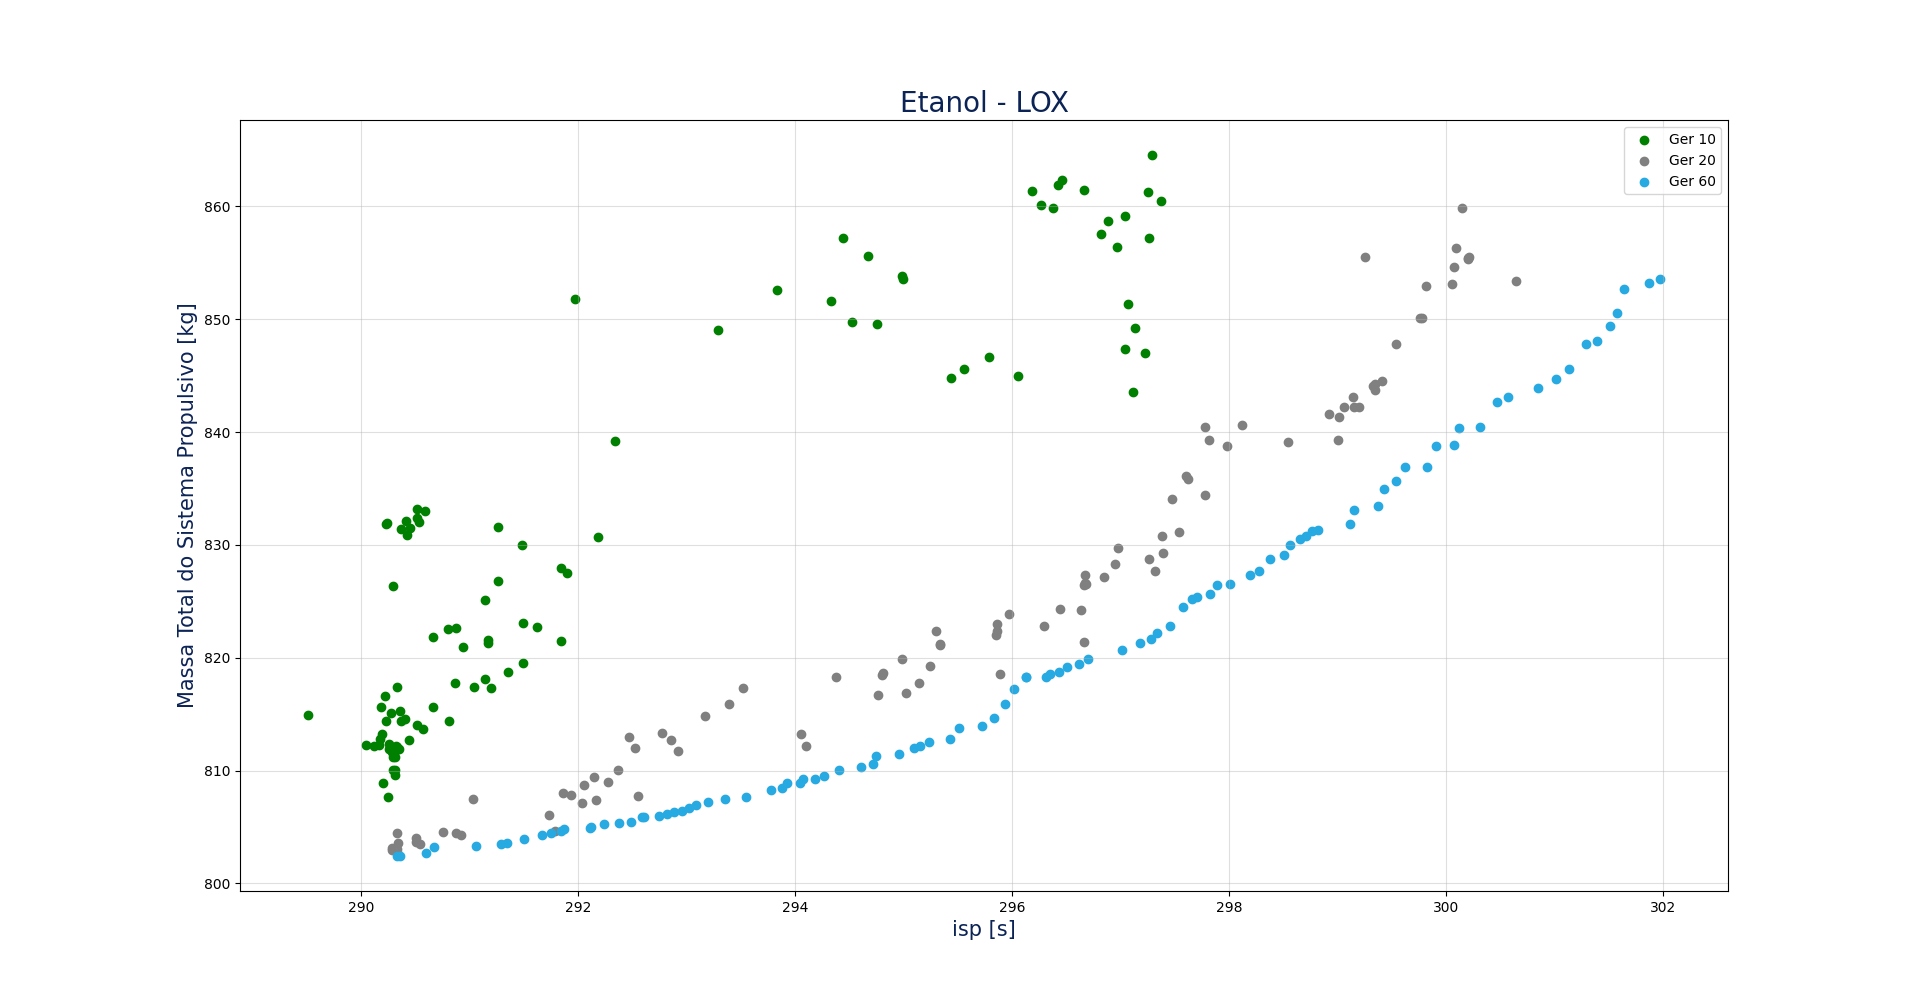 Etanol - LOX
Ger 10
Ger 20
Ger 60
Massa Total do Sistema Propulsivo [kg]
860
850
840
830
820
810
800
290 292 294 296 298 300 302
isp [s]